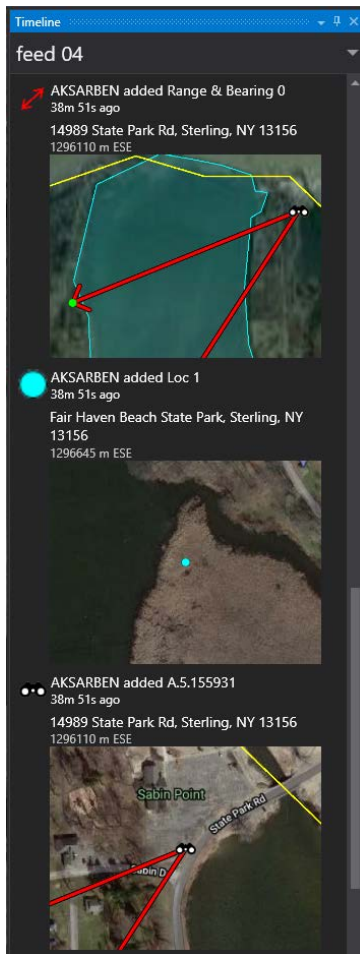 Timeline
feed 04
AKSARBEN added Range & Bearing 0
38m 51s ago
14989 State Park Rd, Sterling, NY 13156
1296110 m ESE
AKSARBEN added Loc 1
38m 51s ago
Fair Haven Beach State Park, Sterling, NY
13156
1296645 m ESE
AKSARBEN added A.5.155931
38m 51s ago
14989 State Park Rd, Sterling, NY 13156
1296110 m ESE
Sabin Point
State Park Rd
Sabin D